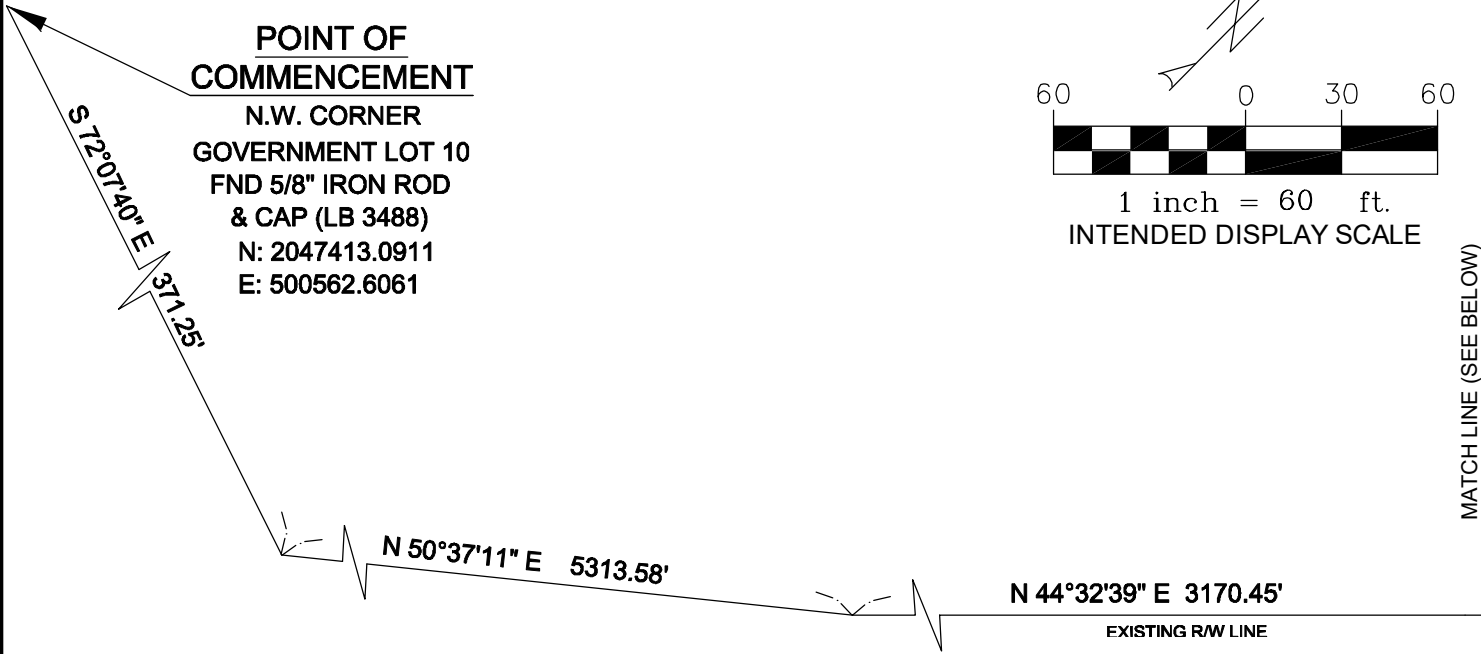 POINT OF
COMMENCEMENT
N.W. CORNER
GOVERNMENT LOT 10
FND 5/8" IRON ROD
& CAP (LB 3488)
N: 2047413.0911
E: 500562.6061
S 72°07'40" E 371.25'
N 50°37'11" E 5313.58'
N 44°32'39" E 3170.45'
EXISTING R/W LINE
N
60 0 30 60
1 inch = 60 ft.
INTENDED DISPLAY SCALE
MATCH LINE (SEE BELOW)